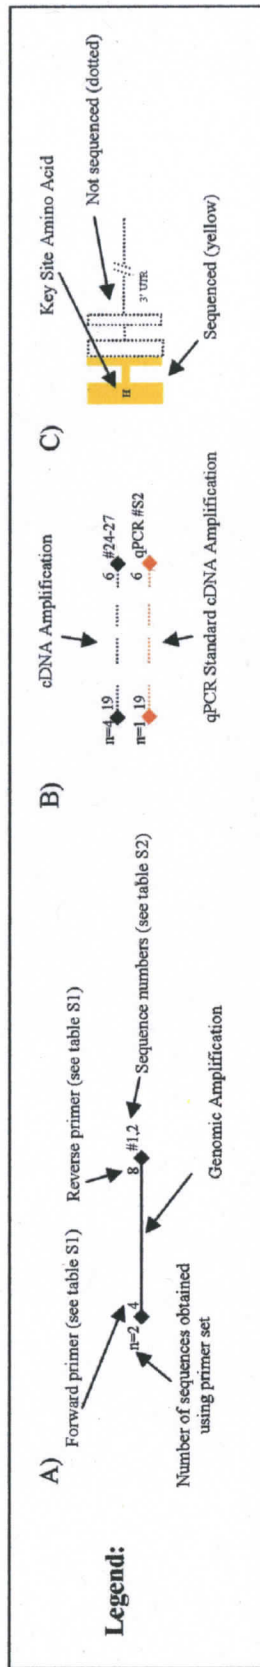 Legend:
A)
Forward primer (see table S1)
Reverse primer (see table S1)
n=2 4
8 #1,2
Sequence numbers (see table S2)
Number of sequences obtained
using primer set
Genomic Amplification
B)
cDNA Amplification
n=4 19
6 #24-27
n=1 19
6 qPCR #S2
qPCR Standard cDNA Amplification
C)
Key Site Amino Acid
Not sequenced (dotted)
H
3' UTR
Sequenced (yellow)